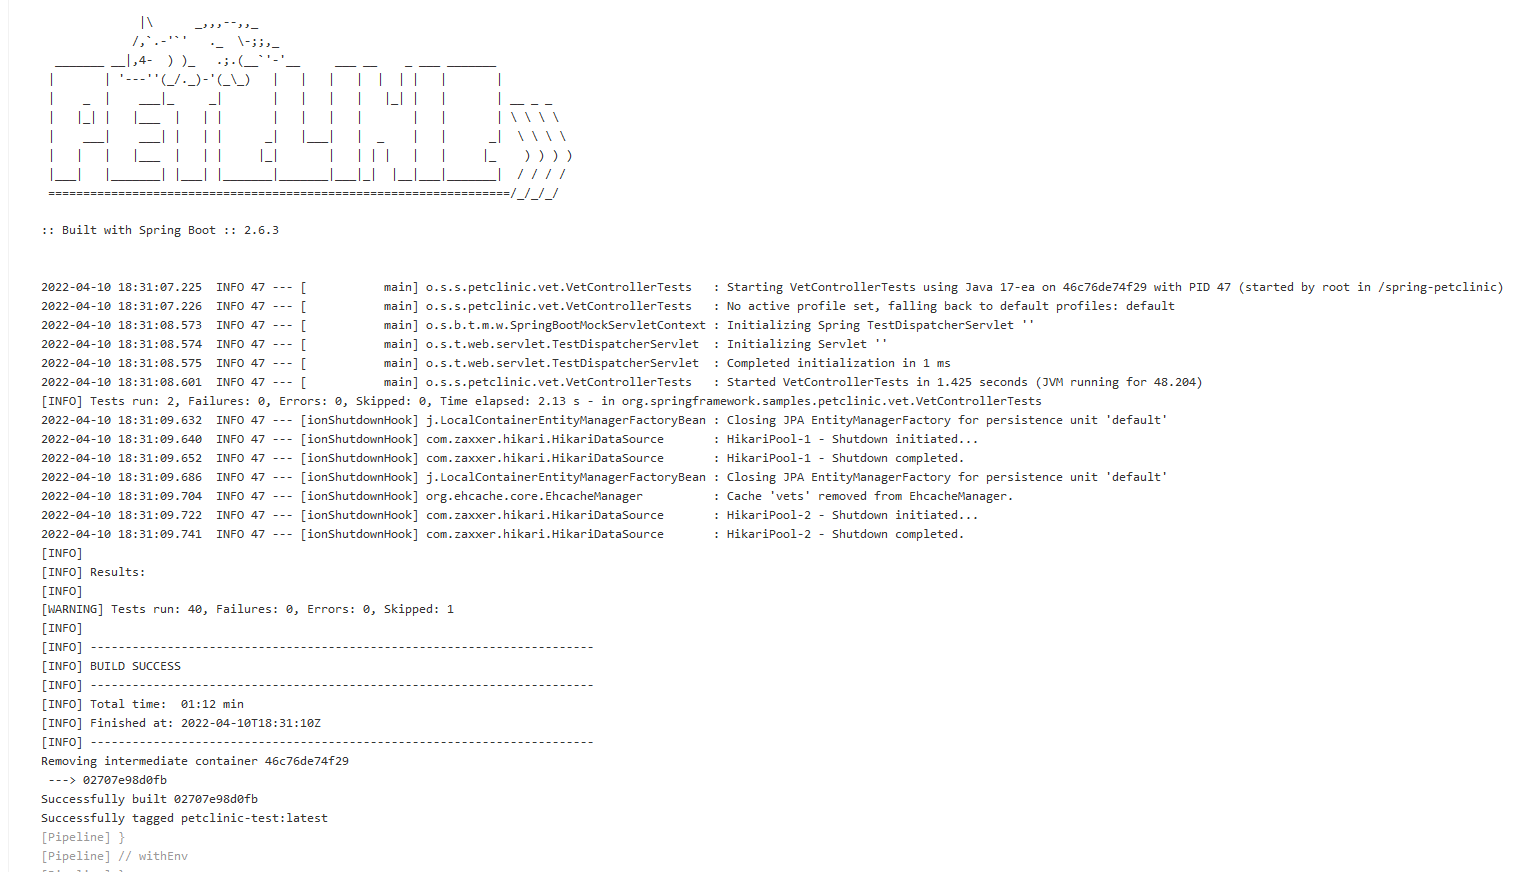 |\      _,,,--,,_
             /,`.-'`'   ._  \-;;,_
  _______ __|,4-  ) )_   .;.(__`'-'__     ___ __    _ ___ _______
 |       | '---''(_/._)-'(_\_)   |   |   |   |  |  | |   |       |
 |    _  |    ___|_     _|       |   |   |   |   |_| |   |       | __ _ _
 |   |_| |   |___  |   | |       |   |   |   |       |   |       | \ \ \ \
 |    ___|    ___| |   | |      _|   |___|   |  _    |   |      _|  \ \ \ \
 |   |   |   |___  |   | |     |_|       |   | | |   |   |     |_    ) ) ) )
 |___|   |_______| |___| |_______|_______|___|_|  |__|___|_______|  / / / /
 ==================================================================/_/_/_/
:: Built with Spring Boot :: 2.6.3
2022-04-10 18:31:07.225  INFO 47 --- [           main] o.s.s.petclinic.vet.VetControllerTests   : Starting VetControllerTests using Java 17-ea on 46c76de74f29 with PID 47 (started by root in /spring-petclinic)
2022-04-10 18:31:07.226  INFO 47 --- [           main] o.s.s.petclinic.vet.VetControllerTests   : No active profile set, falling back to default profiles: default
2022-04-10 18:31:08.573  INFO 47 --- [           main] o.s.b.t.m.w.SpringBootMockServletContext : Initializing Spring TestDispatcherServlet ''
2022-04-10 18:31:08.574  INFO 47 --- [           main] o.s.t.web.servlet.TestDispatcherServlet  : Initializing Servlet ''
2022-04-10 18:31:08.575  INFO 47 --- [           main] o.s.t.web.servlet.TestDispatcherServlet  : Completed initialization in 1 ms
2022-04-10 18:31:08.601  INFO 47 --- [           main] o.s.s.petclinic.vet.VetControllerTests   : Started VetControllerTests in 1.425 seconds (JVM running for 48.204)
[INFO] Tests run: 2, Failures: 0, Errors: 0, Skipped: 0, Time elapsed: 2.13 s - in org.springframework.samples.petclinic.vet.VetControllerTests
2022-04-10 18:31:09.632  INFO 47 --- [ionShutdownHook] j.LocalContainerEntityManagerFactoryBean : Closing JPA EntityManagerFactory for persistence unit 'default'
2022-04-10 18:31:09.640  INFO 47 --- [ionShutdownHook] com.zaxxer.hikari.HikariDataSource       : HikariPool-1 - Shutdown initiated...
2022-04-10 18:31:09.652  INFO 47 --- [ionShutdownHook] com.zaxxer.hikari.HikariDataSource       : HikariPool-1 - Shutdown completed.
2022-04-10 18:31:09.686  INFO 47 --- [ionShutdownHook] j.LocalContainerEntityManagerFactoryBean : Closing JPA EntityManagerFactory for persistence unit 'default'
2022-04-10 18:31:09.704  INFO 47 --- [ionShutdownHook] org.ehcache.core.EhcacheManager          : Cache 'vets' removed from EhcacheManager.
2022-04-10 18:31:09.722  INFO 47 --- [ionShutdownHook] com.zaxxer.hikari.HikariDataSource       : HikariPool-2 - Shutdown initiated...
2022-04-10 18:31:09.741  INFO 47 --- [ionShutdownHook] com.zaxxer.hikari.HikariDataSource       : HikariPool-2 - Shutdown completed.
[INFO]
[INFO] Results:
[INFO]
[WARNING] Tests run: 40, Failures: 0, Errors: 0, Skipped: 1
[INFO]
[INFO] ------------------------------------------------------------------------
[INFO] BUILD SUCCESS
[INFO] ------------------------------------------------------------------------
[INFO] Total time:  01:12 min
[INFO] Finished at: 2022-04-10T18:31:10Z
[INFO] ------------------------------------------------------------------------
Removing intermediate container 46c76de74f29
 ---> 02707e98d0fb
Successfully built 02707e98d0fb
Successfully tagged petclinic-test:latest
[Pipeline] }
[Pipeline] // withEnv